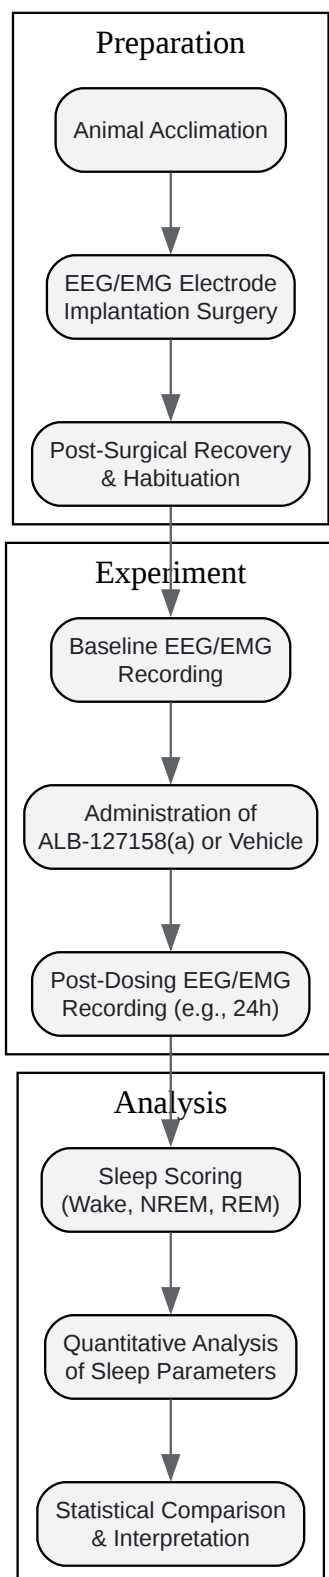 Preparation
Animal Acclimation
EEG/EMG Electrode
Implantation Surgery
Post-Surgical Recovery
& Habituation
Experiment
Baseline EEG/EMG
Recording
Administration of
ALB-127158(a) or Vehicle
Post-Dosing EEG/EMG
Recording (e.g., 24h)
Analysis
Sleep Scoring
(Wake, NREM, REM)
Quantitative Analysis
of Sleep Parameters
Statistical Comparison
& Interpretation